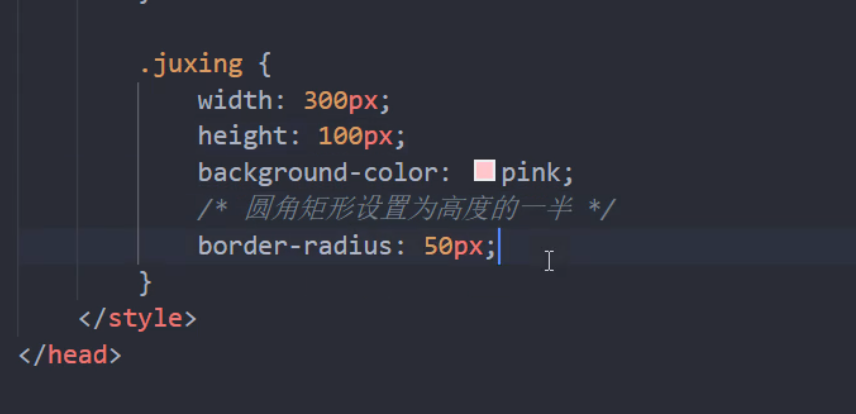 .juxing {
width: 300px;
height: 100px;
background-color: pink;
/* 圆角矩形设置为高度的一半 */
border-radius: 50px;
}
</style>
</head>